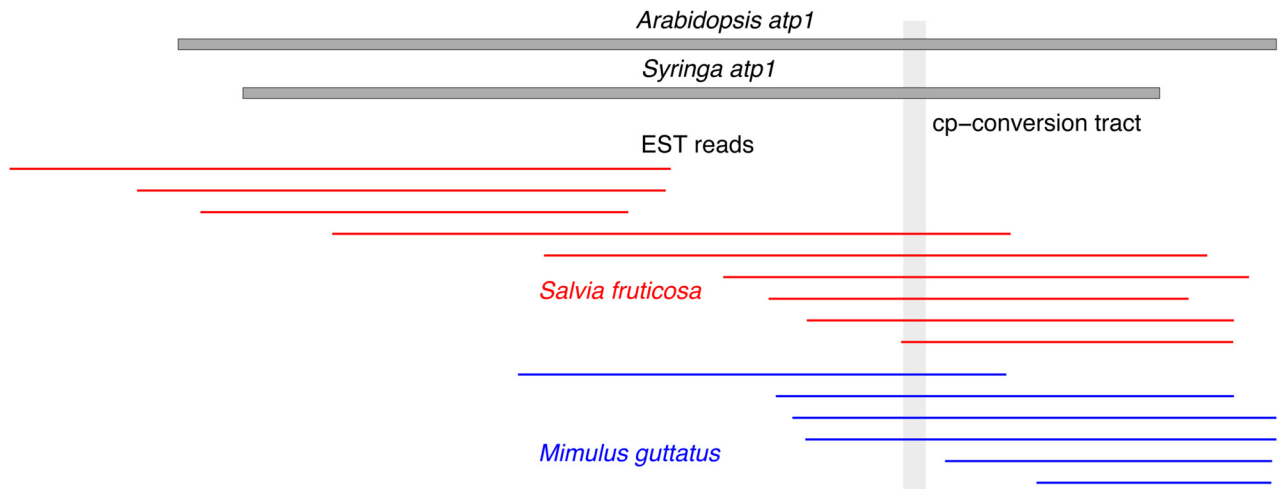 Arabidopsis atp1
Syringa atp1
cp−conversion tract
EST reads
Salvia fruticosa
Mimulus guttatus